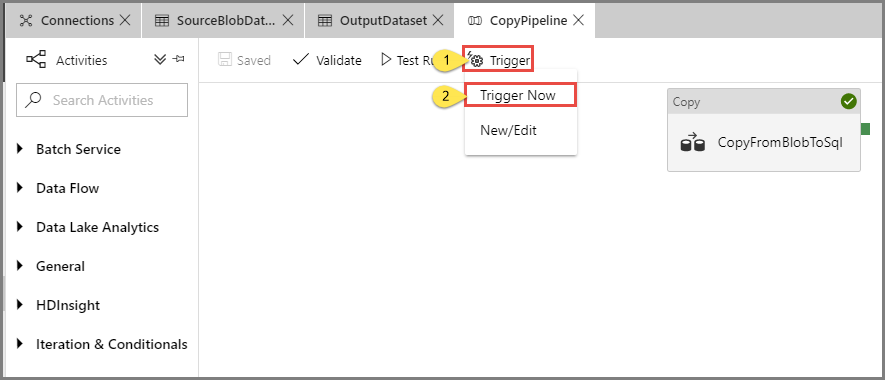 Connections SourceBlobDat... OutputDataset CopyPipeline
Activities Saved Validate Test Ru 1 Trigger
Search Activities 2 Trigger Now Copy
New/Edit CopyFromBlobToSql
Batch Service
Data Flow
Data Lake Analytics
General
HDInsight
Iteration & Conditionals